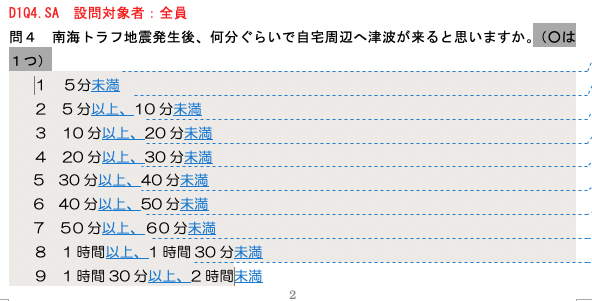 D1Q4.SA　設問対象者：全員
問４　南海トラフ地震発生後、何分ぐらいで自宅周辺へ津波が来ると思いますか。（〇は
１つ）
１　５分未満
２　５分以上、１０分未満
３　１０分以上、２０分未満
４　２０分以上、３０分未満
５　３０分以上、４０分未満
６　４０分以上、５０分未満
７　５０分以上、６０分未満
８　１時間以上、１時間３０分未満
９　１時間３０分以上、２時間未満
2